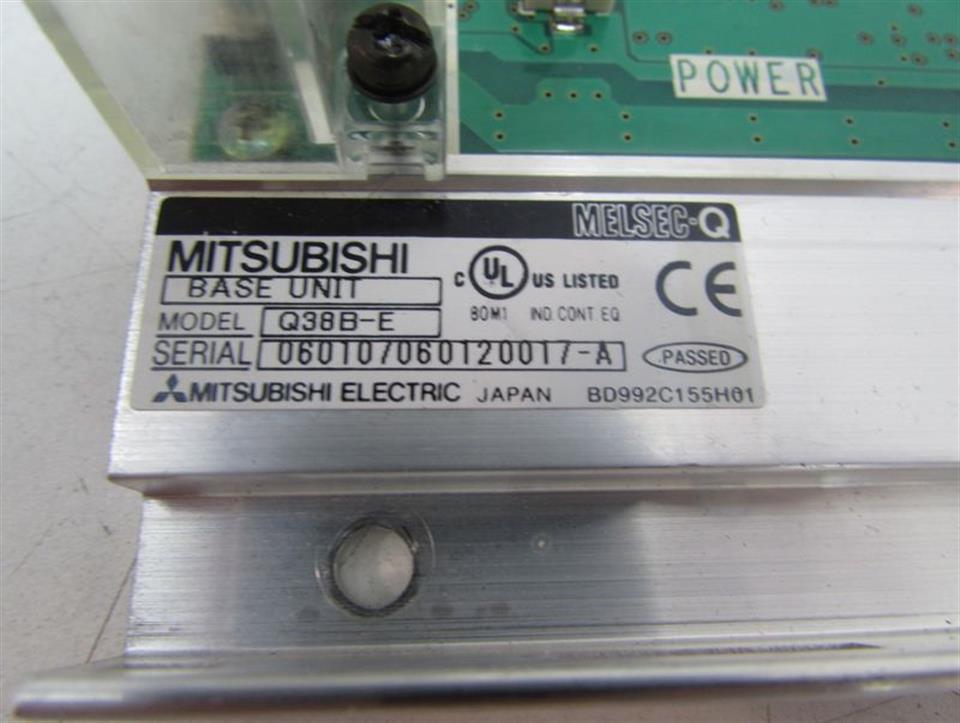 POWER
MELSEC-Q
MITSUBISHI
BASE UNIT
C UL US LISTED
80M1 IND. CONT. EQ.
CE
MODEL Q38B-E
SERIAL 060107060120017-A
PASSED
MITSUBISHI ELECTRIC JAPAN BD992C155H01